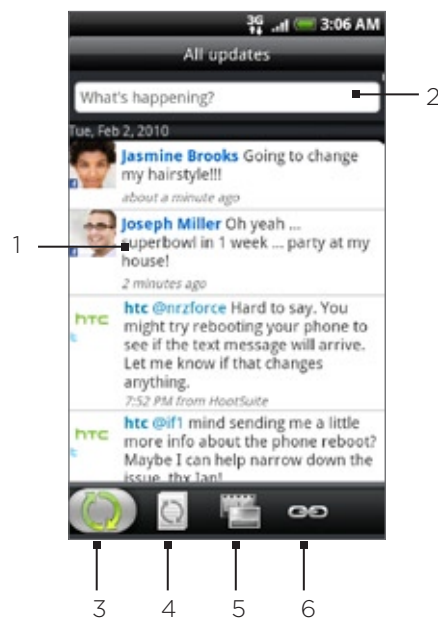 3G 3:06 AM
All updates
What's happening?
2
Tue, Feb 2, 2010
Jasmine Brooks Going to change
my hairstyle!!!
about a minute ago
1
Joseph Miller Oh yeah ...
superbowl in 1 week ... party at my
house!
2 minutes ago
htc
htc @nrzforce Hard to say. You
might try rebooting your phone to
see if the text message will arrive.
Let me know if that changes
anything.
7:52 PM from HootSuite
htc
htc @if1 mind sending me a little
more info about the phone reboot?
Maybe I can help narrow down the
issue. thx Ian!
3 4 5 6